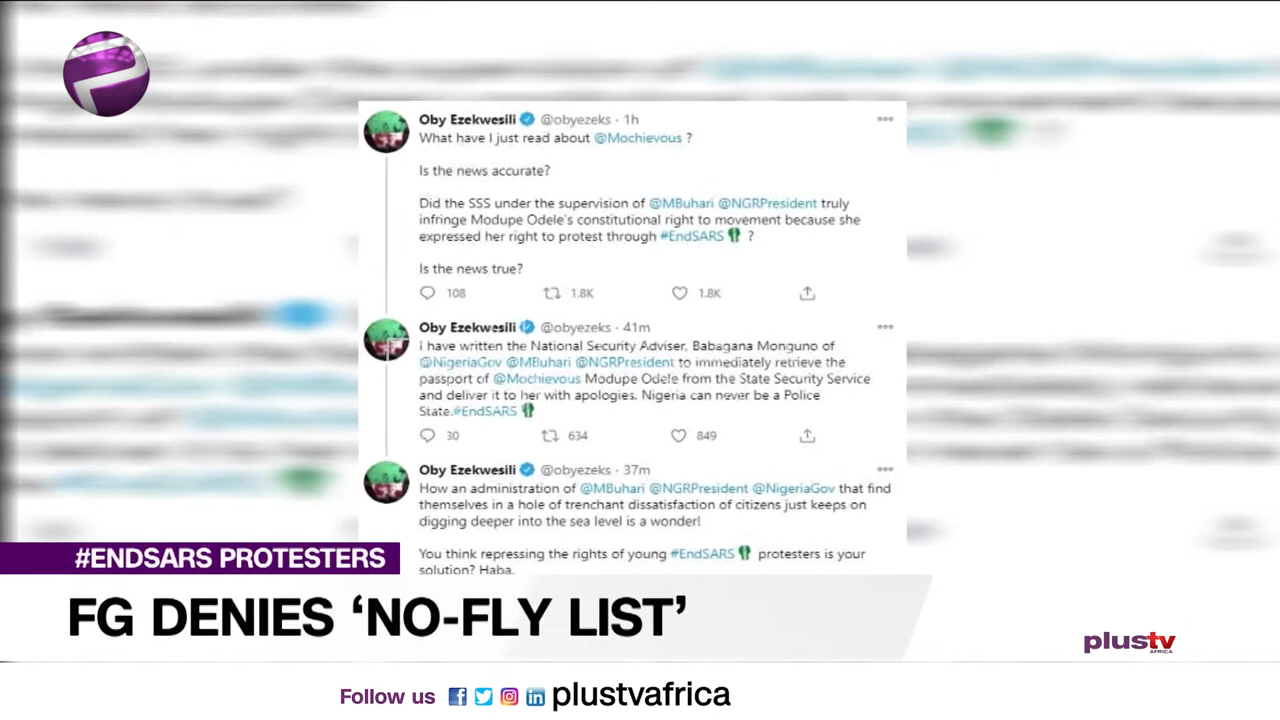 Oby Ezekwesili @obyezeks · 1h
What have I just read about @Mochievous ?
Is the news accurate?
Did the SSS under the supervision of @MBuhari @NGRPresident truly
infringe Modupe Odele's constitutional right to movement because she
expressed her right to protest through #EndSARS ?
Is the news true?
108 1.8K 1.8K
Oby Ezekwesili @obyezeks · 41m
I have written the National Security Adviser, Babagana Monguno of
@NigeriaGov @MBuhari @NGRPresident to immediately retrieve the
passport of @Mochievous Modupe Odele from the State Security Service
and deliver it to her with apologies. Nigeria can never be a Police
State.#EndSARS
30 634 849
Oby Ezekwesili @obyezeks · 37m
How an administration of @MBuhari @NGRPresident @NigeriaGov that find
themselves in a hole of trenchant dissatisfaction of citizens just keeps on
digging deeper into the sea level is a wonder!
You think repressing the rights of young #EndSARS protesters is your
solution? Haba.
#ENDSARS PROTESTERS
FG DENIES ‘NO-FLY LIST’
plustv
AFRICA
Follow us plustvafrica